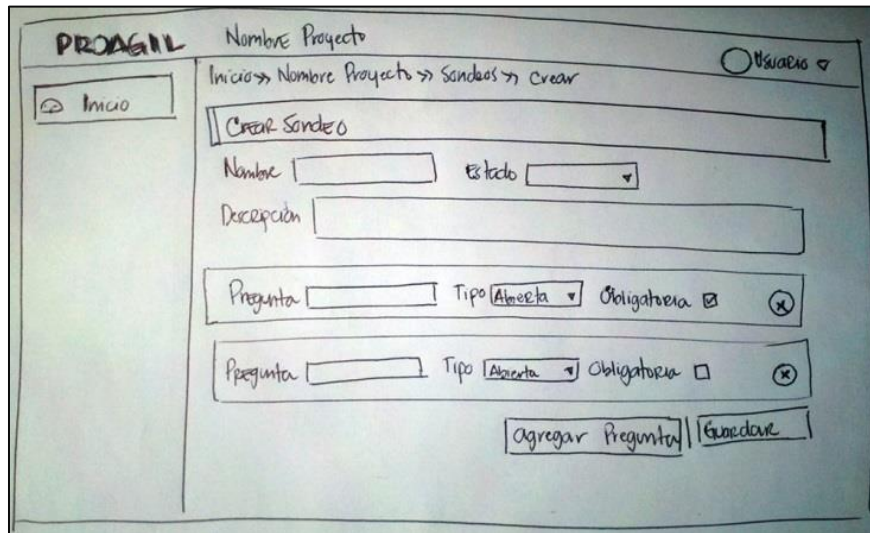 PROAGIL Nombre Proyecto
Usuario
Inicio >> Nombre Proyecto >> Sondeos >> Crear
Inicio
Crear Sondeo
Nombre Estado
Descripción
Pregunta Tipo Abierta Obligatoria
Pregunta Tipo Abierta Obligatoria
Agregar Pregunta Guardar